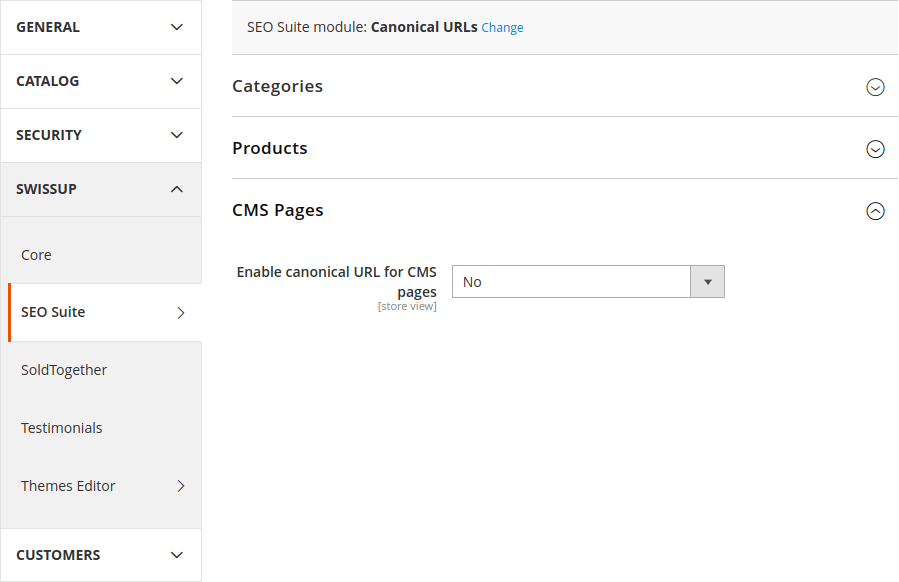 GENERAL
CATALOG
SECURITY
SWISSUP
Core
SEO Suite
SoldTogether
Testimonials
Themes Editor
CUSTOMERS
SEO Suite module: Canonical URLs Change
Categories
Products
CMS Pages
Enable canonical URL for CMS
pages
[store view]
No